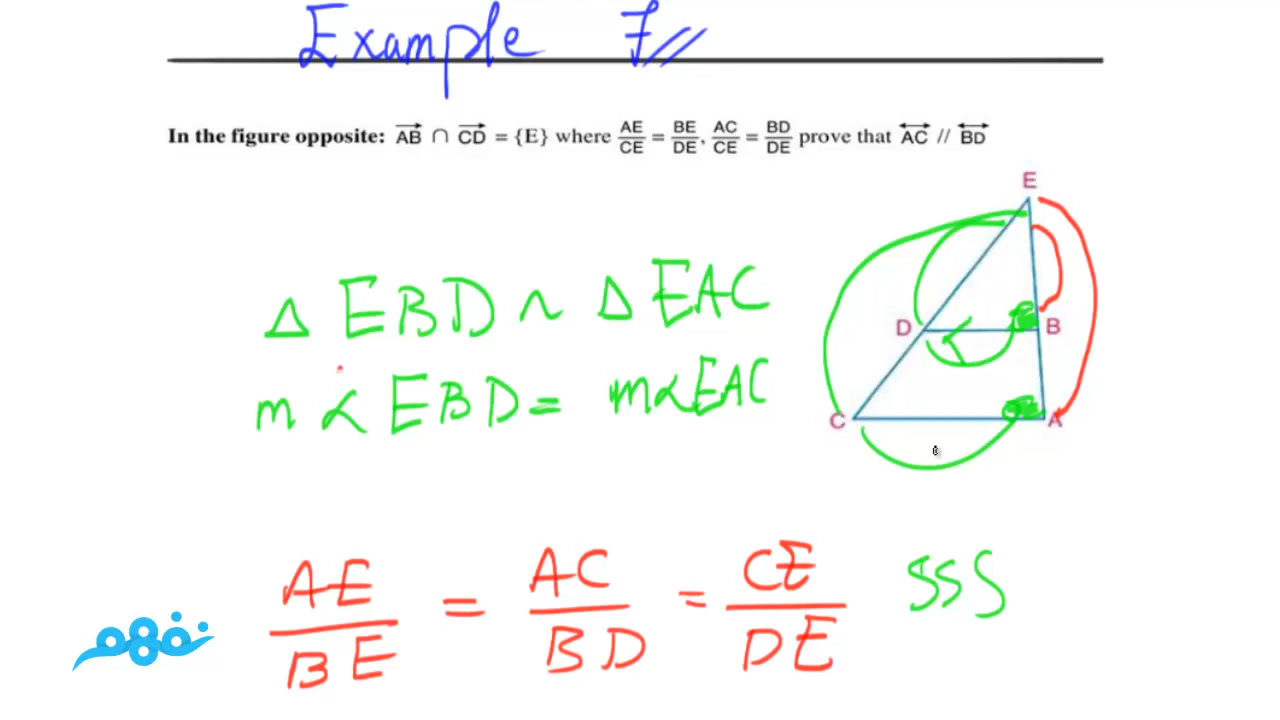 Example 7
In the figure opposite: AB ∩ CD = {E} where AE/CE = BE/DE, AC/CE = BD/DE prove that AC // BD
E
Δ EBD ~ Δ EAC
D B
m ∠ EBD = m∠EAC
C A
AE/BE = AC/BD = CE/DE SSS
نفهم